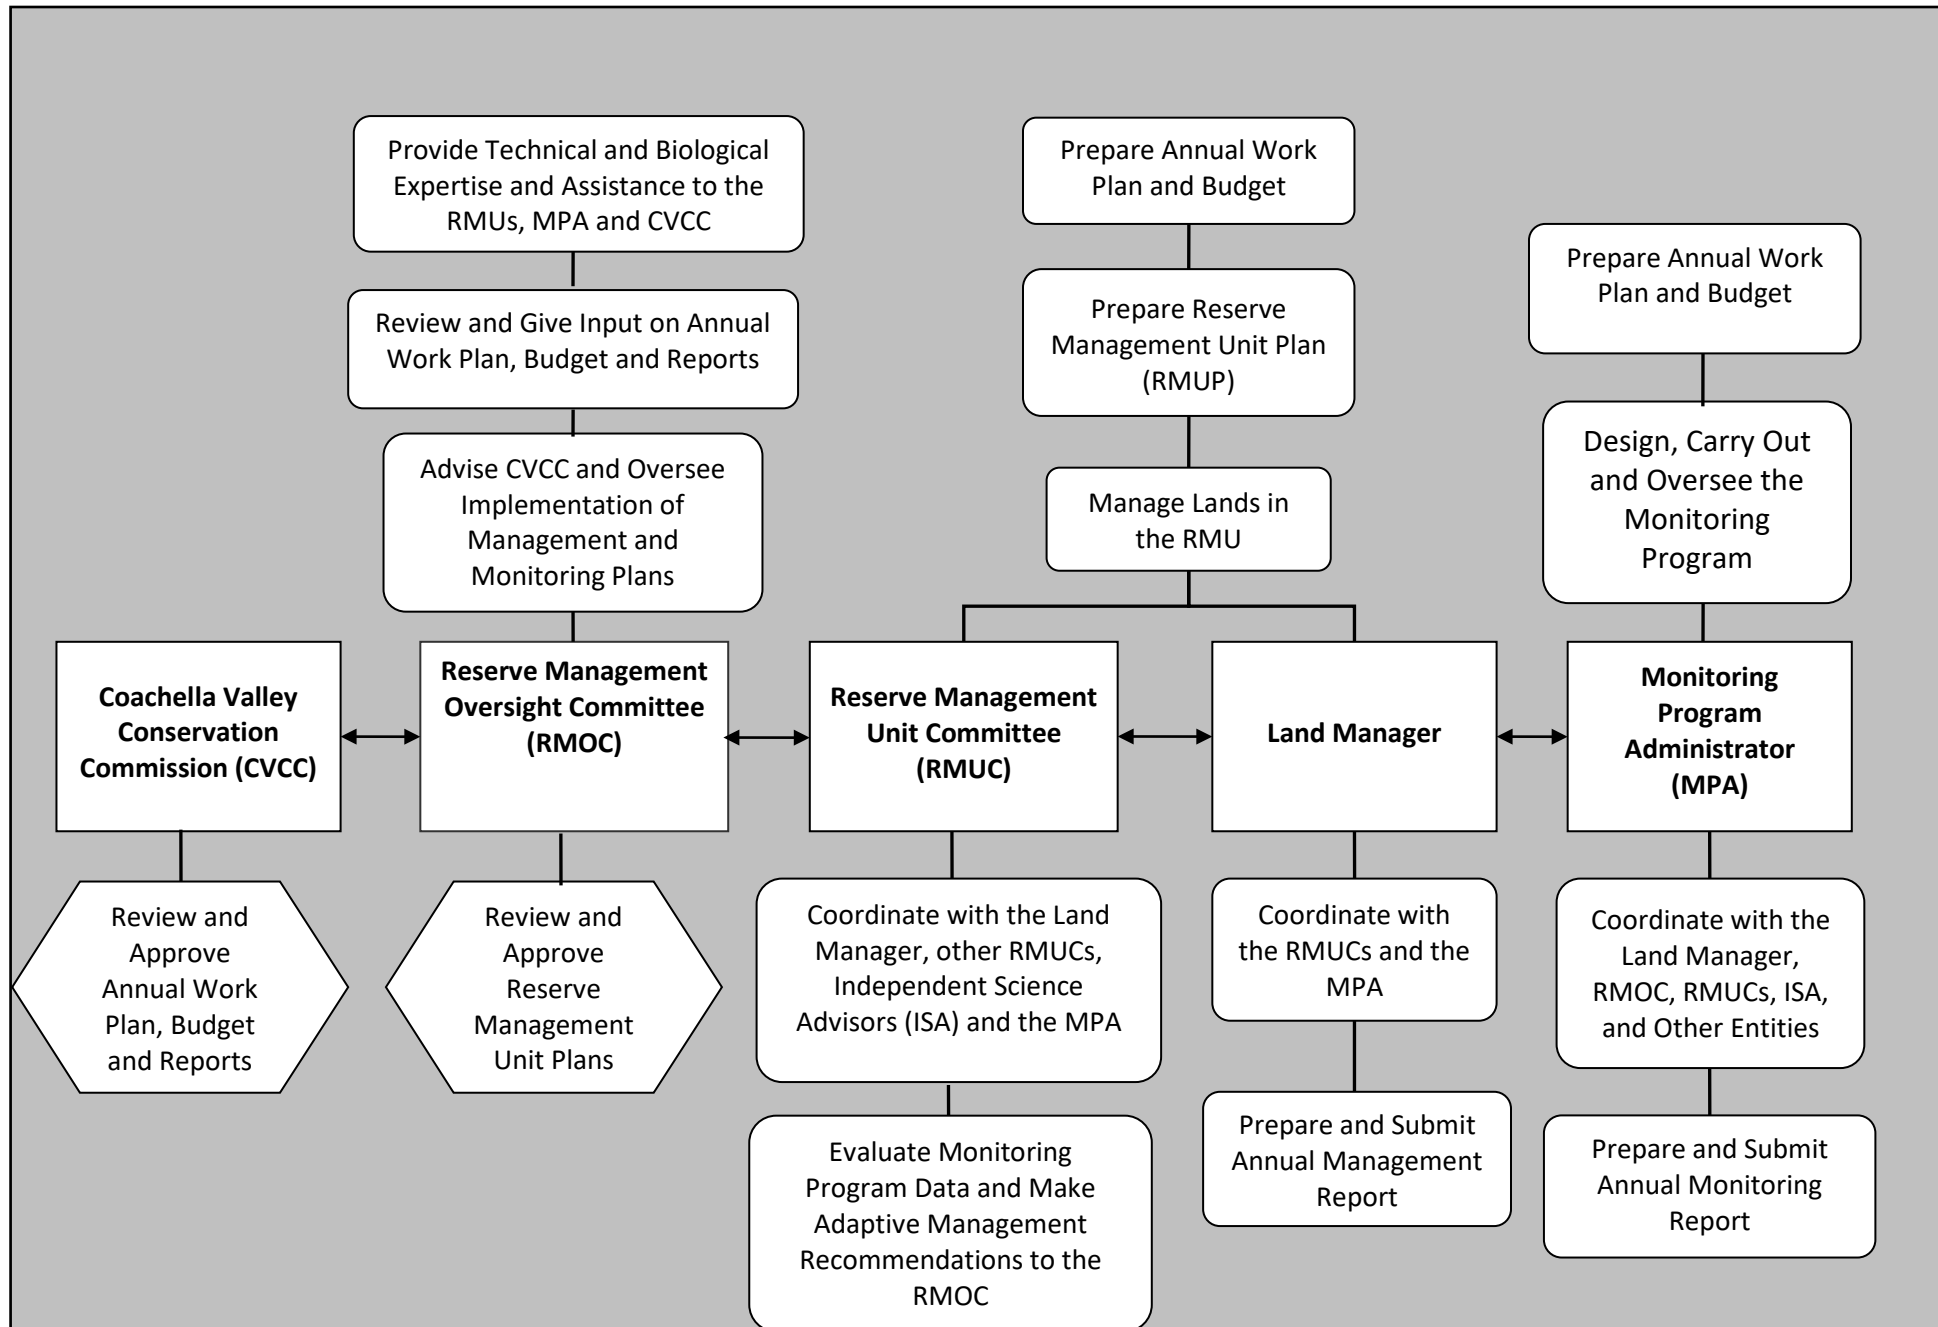 Provide Technical and Biological
Expertise and Assistance to the
RMUs, MPA and CVCC
Review and Give Input on Annual
Work Plan, Budget and Reports
Advise CVCC and Oversee
Implementation of
Management and
Monitoring Plans
Prepare Annual Work
Plan and Budget
Prepare Reserve
Management Unit Plan
(RMUP)
Manage Lands in
the RMU
Prepare Annual Work
Plan and Budget
Design, Carry Out
and Oversee the
Monitoring
Program
Coachella Valley
Conservation
Commission (CVCC)
Reserve Management
Oversight Committee
(RMOC)
Reserve Management
Unit Committee
(RMUC)
Land Manager
Monitoring
Program
Administrator
(MPA)
Review and
Approve
Annual Work
Plan, Budget
and Reports
Review and
Approve
Reserve
Management
Unit Plans
Coordinate with the Land
Manager, other RMUCs,
Independent Science
Advisors (ISA) and the MPA
Evaluate Monitoring
Program Data and Make
Adaptive Management
Recommendations to the
RMOC
Coordinate with
the RMUCs and the
MPA
Prepare and Submit
Annual Management
Report
Coordinate with the
Land Manager,
RMOC, RMUCs, ISA,
and Other Entities
Prepare and Submit
Annual Monitoring
Report